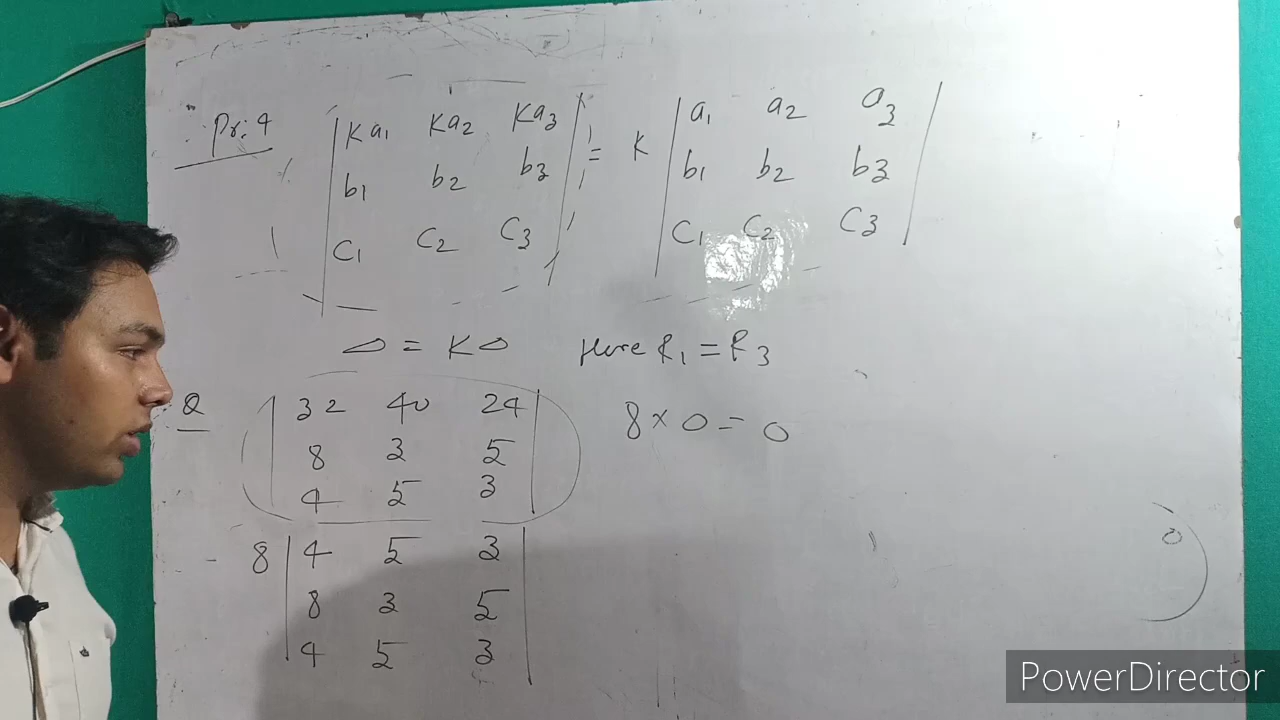 Pr. 4
| ka1 ka2 ka3 | = k | a1 a2 a3 |
| b1 b2 b3 | | b1 b2 b3 |
| c1 c2 c3 | | c1 c2 c3 |
△ = K△ Here R1 = R3
Q | 32 40 24 | 8 × 0 = 0
| 8 3 5 |
| 4 5 3 |
8 | 4 5 3 |
| 8 3 5 |
| 4 5 3 |
0
PowerDirector